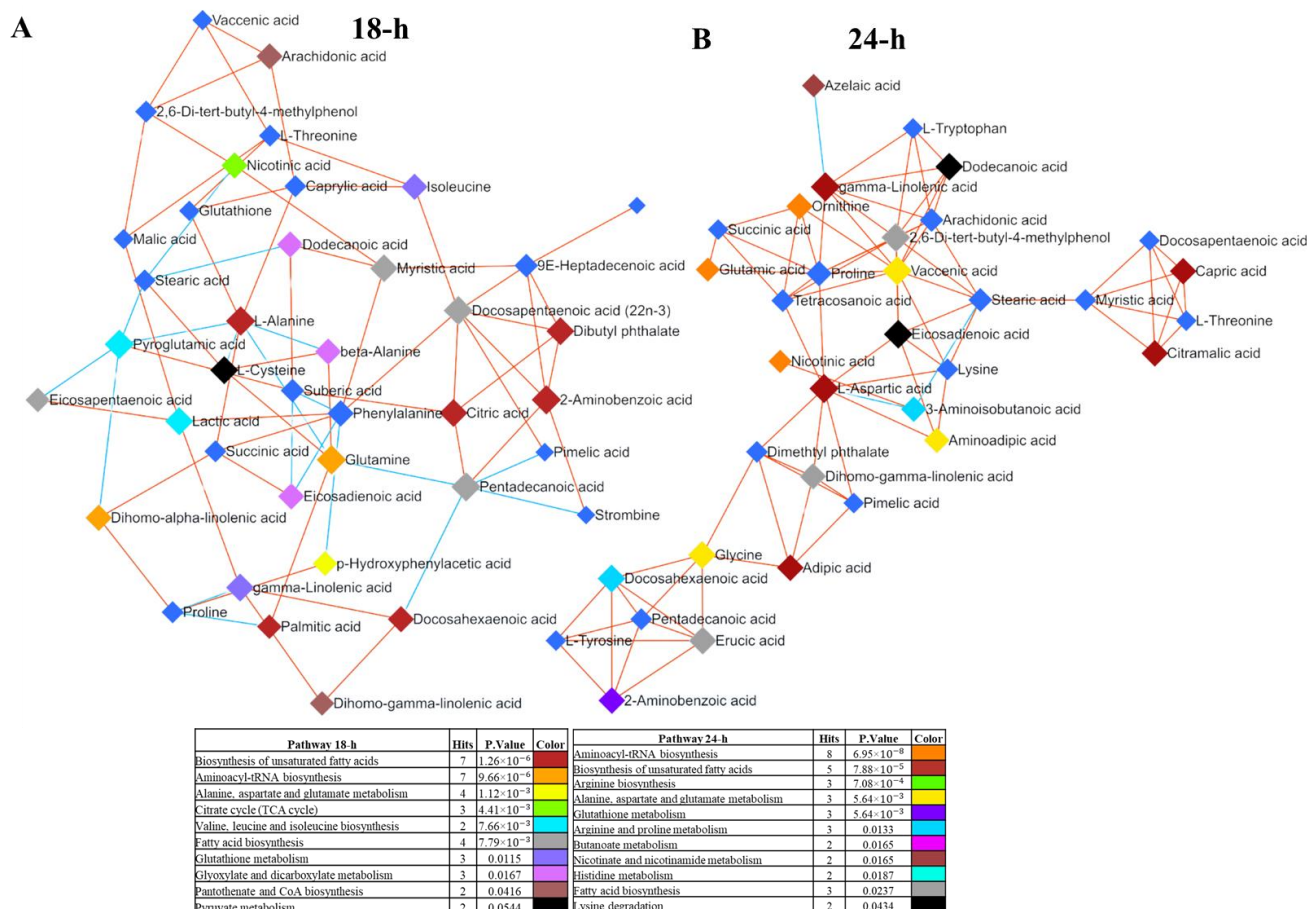 A
18-h
B
24-h
Vaccenic acid
Arachidonic acid
2,6-Di-tert-butyl-4-methylphenol
L-Threonine
Nicotinic acid
Caprylic acid
Isoleucine
Glutathione
Malic acid
Dodecanoic acid
Myristic acid
9E-Heptadecenoic acid
Stearic acid
Docosapentaenoic acid (22n-3)
L-Alanine
Dibutyl phthalate
Pyroglutamic acid
beta-Alanine
L-Cysteine
Suberic acid
Eicosapentaenoic acid
Lactic acid
Phenylalanine
Citric acid
2-Aminobenzoic acid
Succinic acid
Glutamine
Pimelic acid
Eicosadienoic acid
Pentadecanoic acid
Dihomo-alpha-linolenic acid
Strombine
p-Hydroxyphenylacetic acid
gamma-Linolenic acid
Proline
Palmitic acid
Docosahexaenoic acid
Dihomo-gamma-linolenic acid
Azelaic acid
L-Tryptophan
Dodecanoic acid
gamma-Linolenic acid
Ornithine
Arachidonic acid
Succinic acid
2,6-Di-tert-butyl-4-methylphenol
Docosapentaenoic acid
Glutamic acid
Proline
Vaccenic acid
Capric acid
Tetracosanoic acid
Stearic acid
Myristic acid
L-Threonine
Eicosadienoic acid
Citramalic acid
Nicotinic acid
Lysine
L-Aspartic acid
3-Aminoisobutanoic acid
Aminoadipic acid
Dimethtyl phthalate
Dihomo-gamma-linolenic acid
Pimelic acid
Glycine
Adipic acid
Docosahexaenoic acid
Pentadecanoic acid
L-Tyrosine
Erucic acid
2-Aminobenzoic acid
Pathway 18-h Hits P.Value Color
Biosynthesis of unsaturated fatty acids 7 1.26×10⁻⁶
Aminoacyl-tRNA biosynthesis 7 9.66×10⁻⁶
Alanine, aspartate and glutamate metabolism 4 1.12×10⁻³
Citrate cycle (TCA cycle) 3 4.41×10⁻³
Valine, leucine and isoleucine biosynthesis 2 7.66×10⁻³
Fatty acid biosynthesis 4 7.79×10⁻³
Glutathione metabolism 3 0.0115
Glyoxylate and dicarboxylate metabolism 3 0.0167
Pantothenate and CoA biosynthesis 2 0.0416
Pyruvate metabolism 2 0.0544
Pathway 24-h Hits P.Value Color
Aminoacyl-tRNA biosynthesis 8 6.95×10⁻⁸
Biosynthesis of unsaturated fatty acids 5 7.88×10⁻⁵
Arginine biosynthesis 3 7.08×10⁻⁴
Alanine, aspartate and glutamate metabolism 3 5.64×10⁻³
Glutathione metabolism 3 5.64×10⁻³
Arginine and proline metabolism 3 0.0133
Butanoate metabolism 2 0.0165
Nicotinate and nicotinamide metabolism 2 0.0165
Histidine metabolism 2 0.0187
Fatty acid biosynthesis 3 0.0237
Lysine degradation 2 0.0434